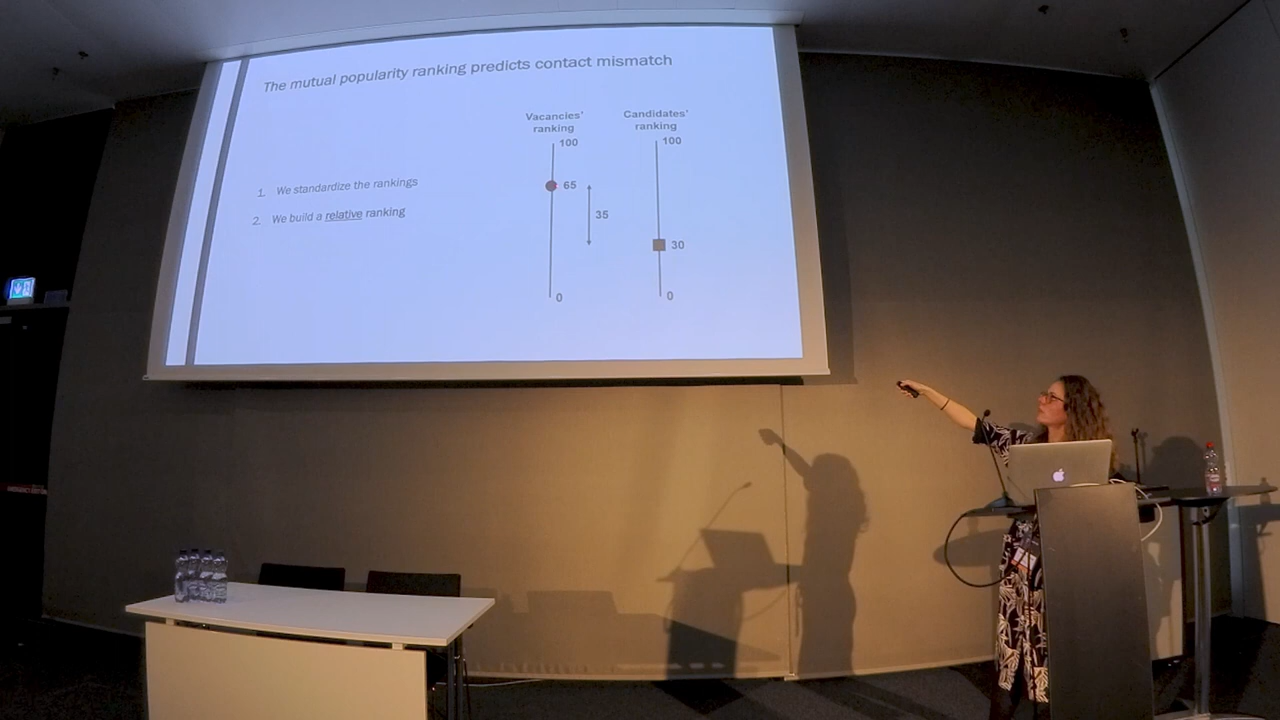 The mutual popularity ranking predicts contact mismatch
1. We standardize the rankings
2. We build a relative ranking
Vacancies'
ranking
100
65
35
0
Candidates'
ranking
100
30
0